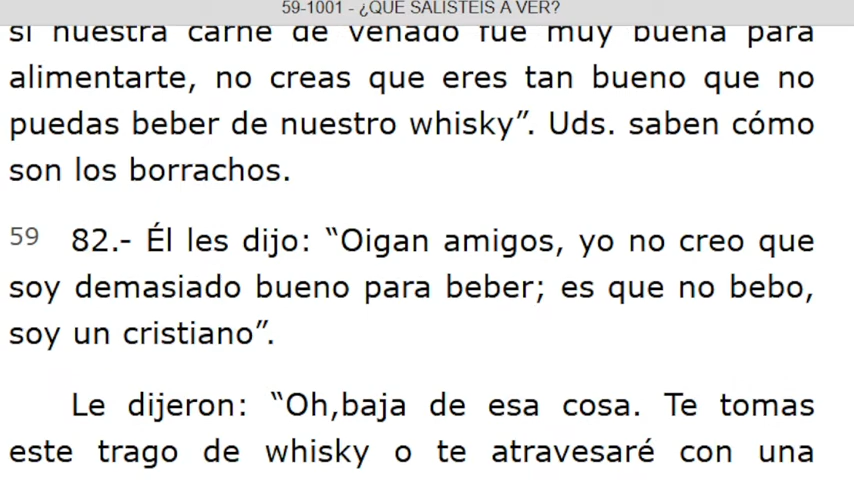 59-1001 - ¿QUE SALISTEIS A VER?
si nuestra carne de venado fue muy buena para
alimentarte, no creas que eres tan bueno que no
puedas beber de nuestro whisky”. Uds. saben cómo
son los borrachos.
59 82.- Él les dijo: “Oigan amigos, yo no creo que
soy demasiado bueno para beber; es que no bebo,
soy un cristiano”.
Le dijeron: “Oh,baja de esa cosa. Te tomas
este trago de whisky o te atravesaré con una